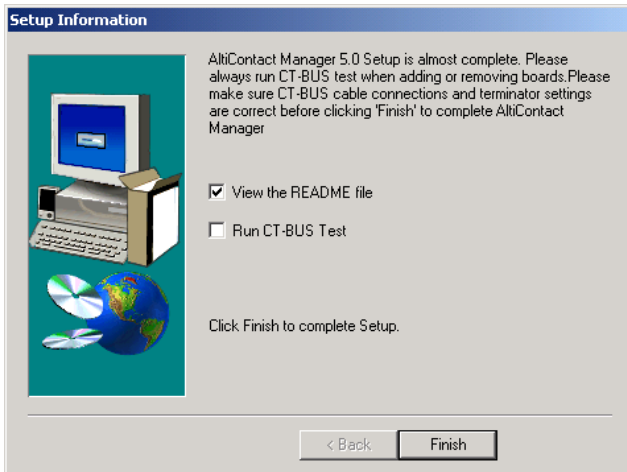 Setup Information
AltiContact Manager 5.0 Setup is almost complete. Please
always run CT-BUS test when adding or removing boards.Please
make sure CT-BUS cable connections and terminator settings
are correct before clicking 'Finish' to complete AltiContact
Manager
View the README file
Run CT-BUS Test
Click Finish to complete Setup.
< Back
Finish